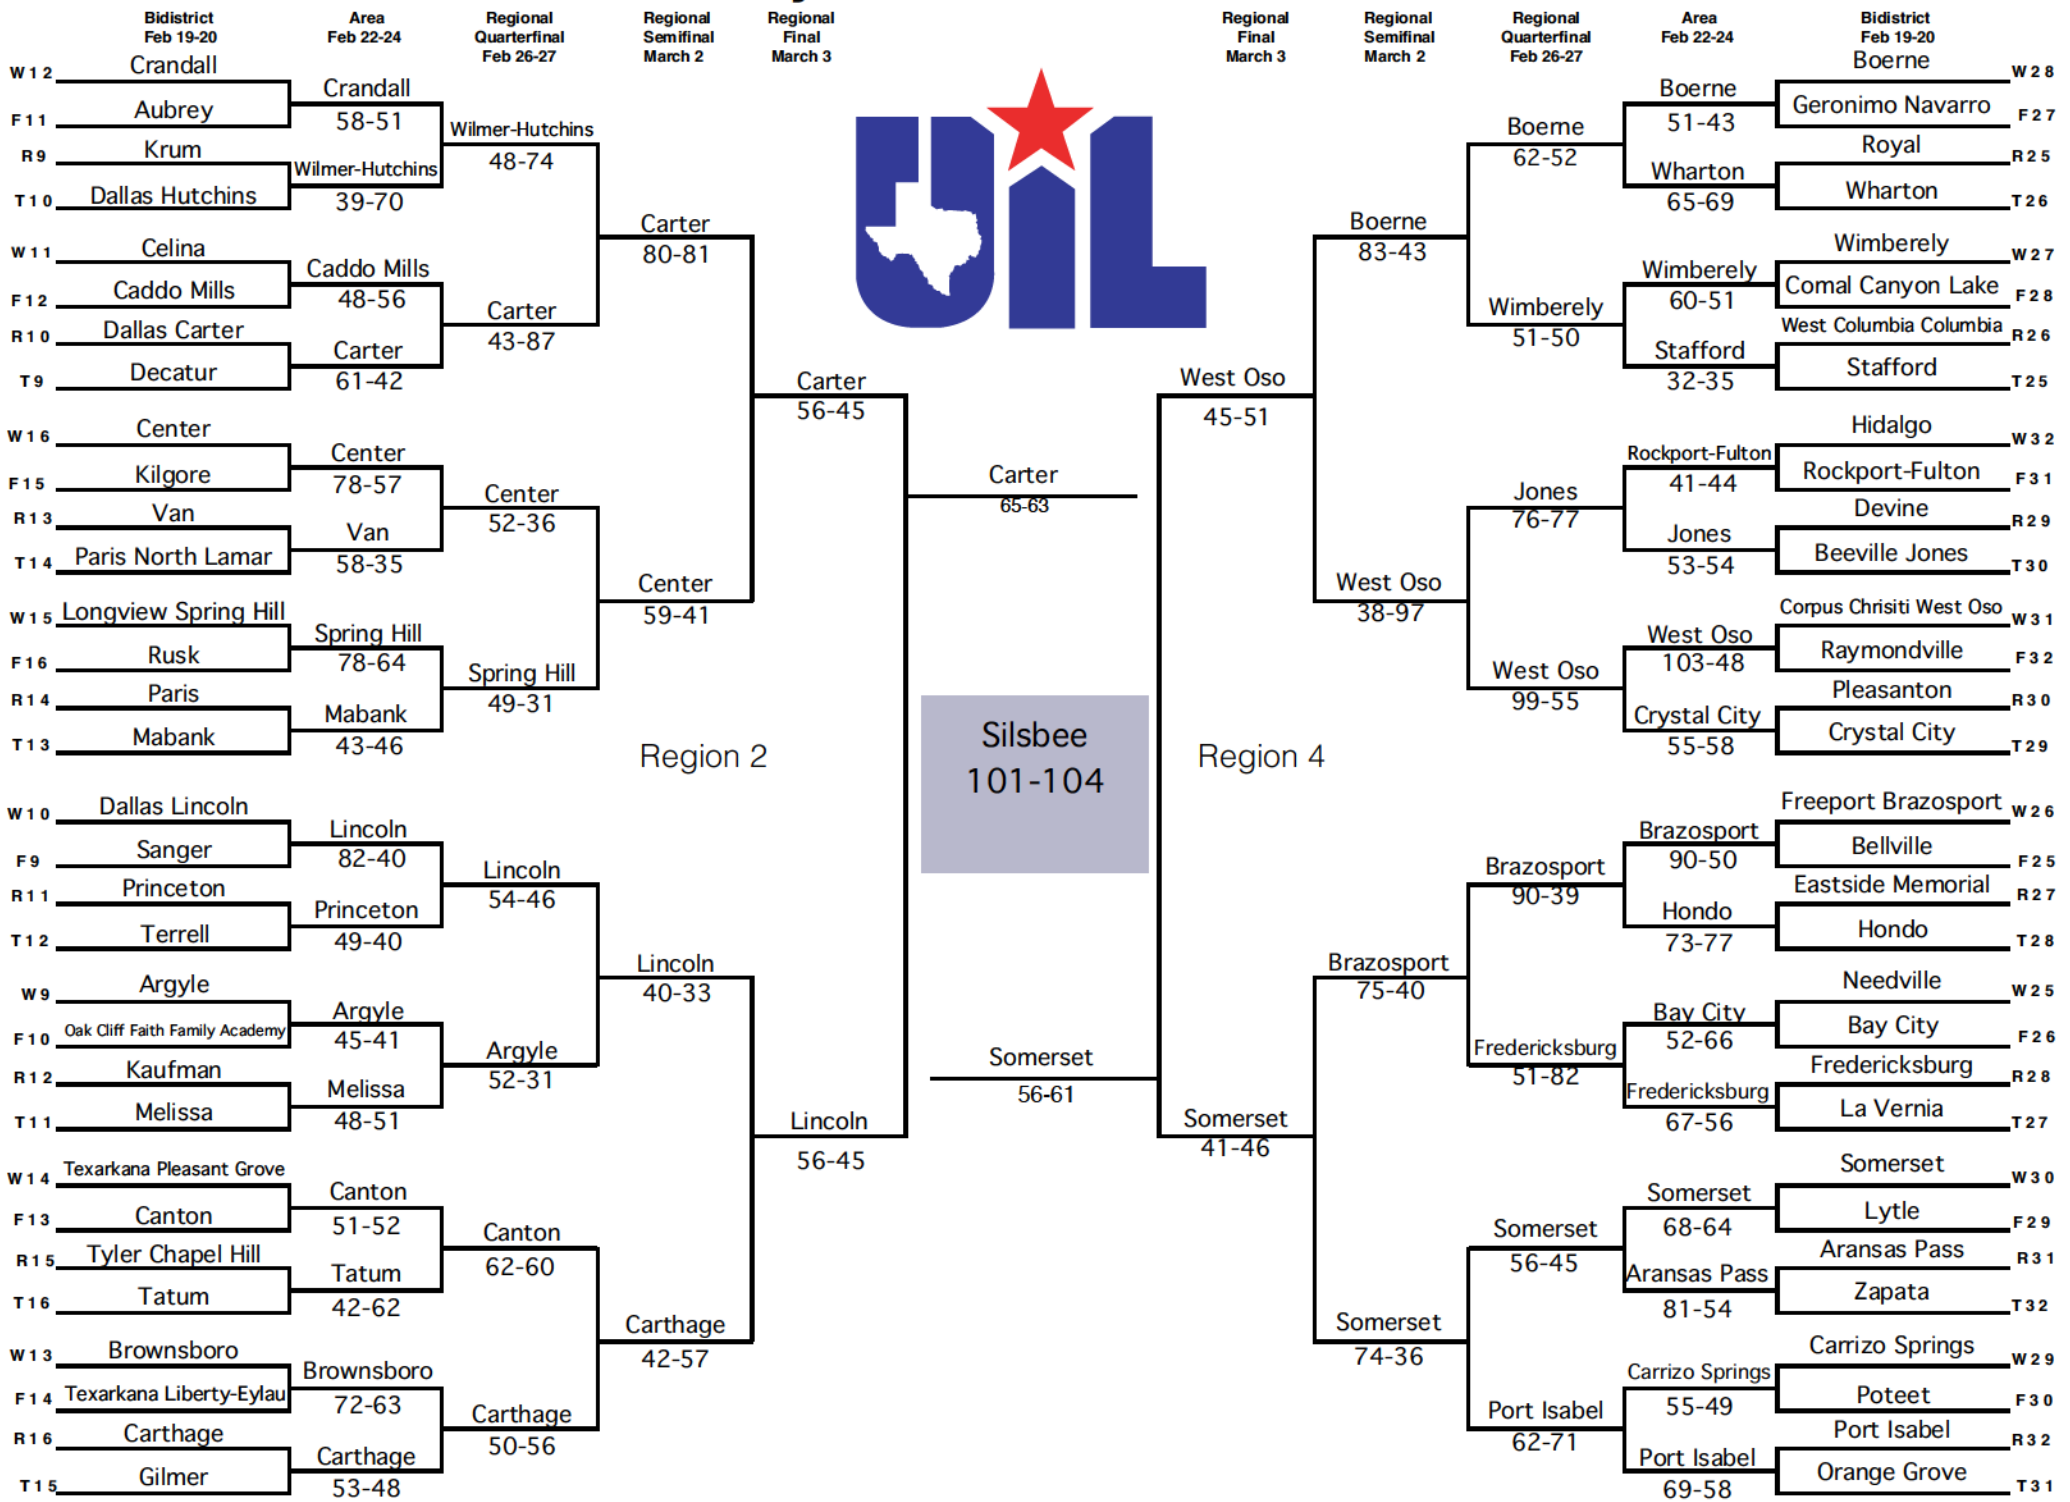 Bidistrict
Feb 19-20
Area
Feb 22-24
Regional
Quarterfinal
Feb 26-27
Regional
Semifinal
March 2
Regional
Final
March 3
Regional
Final
March 3
Regional
Semifinal
March 2
Regional
Quarterfinal
Feb 26-27
Area
Feb 22-24
Bidistrict
Feb 19-20
UIL
W12 Crandall
F11 Aubrey
R9 Krum
T10 Dallas Hutchins
W11 Celina
F12 Caddo Mills
R10 Dallas Carter
T9 Decatur
W16 Center
F15 Kilgore
R13 Van
T14 Paris North Lamar
W15 Longview Spring Hill
F16 Rusk
R14 Paris
T13 Mabank
W10 Dallas Lincoln
F9 Sanger
R11 Princeton
T12 Terrell
W9 Argyle
F10 Oak Cliff Faith Family Academy
R12 Kaufman
T11 Melissa
W14 Texarkana Pleasant Grove
F13 Canton
R15 Tyler Chapel Hill
T16 Tatum
W13 Brownsboro
F14 Texarkana Liberty-Eylau
R16 Carthage
T15 Gilmer
Crandall
58-51
Wilmer-Hutchins
39-70
Caddo Mills
48-56
Carter
61-42
Center
78-57
Van
58-35
Spring Hill
78-64
Mabank
43-46
Lincoln
82-40
Princeton
49-40
Argyle
45-41
Melissa
48-51
Canton
51-52
Tatum
42-62
Brownsboro
72-63
Carthage
53-48
Wilmer-Hutchins
48-74
Carter
43-87
Center
52-36
Spring Hill
49-31
Lincoln
54-46
Argyle
52-31
Canton
62-60
Carthage
50-56
Carter
80-81
Center
59-41
Lincoln
40-33
Carthage
42-57
Region 2
Carter
56-45
Lincoln
56-45
Carter
65-63
Silsbee
101-104
Somerset
56-61
West Oso
45-51
Somerset
41-46
Region 4
Boerne
83-43
West Oso
38-97
Brazosport
75-40
Somerset
74-36
Boerne
62-52
Wimberely
51-50
Jones
76-77
West Oso
99-55
Brazosport
90-39
Fredericksburg
51-82
Somerset
56-45
Port Isabel
62-71
Boerne
51-43
Wharton
65-69
Wimberely
60-51
Stafford
32-35
Rockport-Fulton
41-44
Jones
53-54
West Oso
103-48
Crystal City
55-58
Brazosport
90-50
Hondo
73-77
Bay City
52-66
Fredericksburg
67-56
Somerset
68-64
Aransas Pass
81-54
Carrizo Springs
55-49
Port Isabel
69-58
Boerne W28
Geronimo Navarro F27
Royal R25
Wharton T26
Wimberely W27
Comal Canyon Lake F28
West Columbia Columbia R26
Stafford T25
Hidalgo W32
Rockport-Fulton F31
Devine R29
Beeville Jones T30
Corpus Chrisiti West Oso W31
Raymondville F32
Pleasanton R30
Crystal City T29
Freeport Brazosport W26
Bellville F25
Eastside Memorial R27
Hondo T28
Needville W25
Bay City F26
Fredericksburg R28
La Vernia T27
Somerset W30
Lytle F29
Aransas Pass R31
Zapata T32
Carrizo Springs W29
Poteet F30
Port Isabel R32
Orange Grove T31